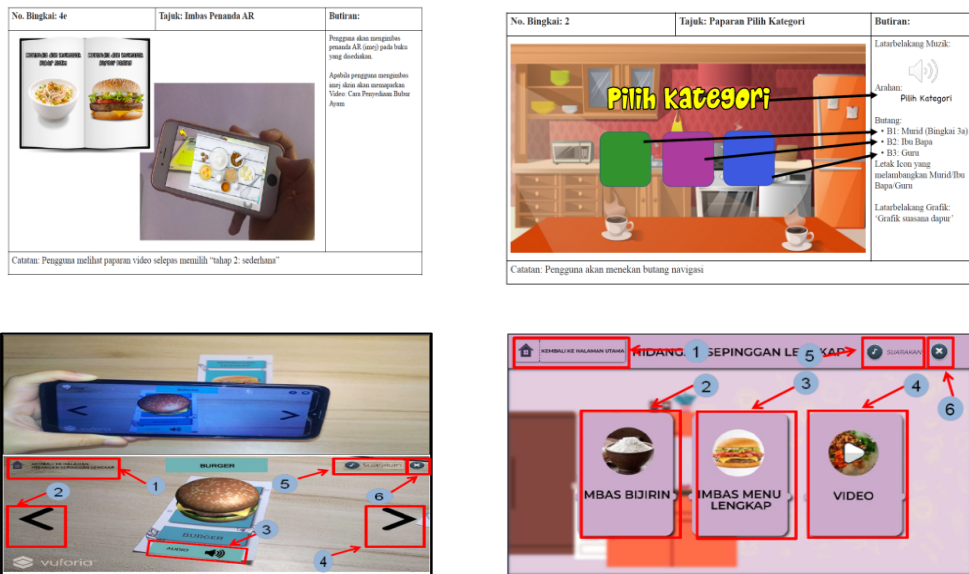 No. Bingkai: 4e
Tajuk: Imbas Penanda AR
Butiran:
Pengguna akan mengimbas
penanda AR (imej) pada buku
yang disediakan.
Apabila pengguna mengimbas
imej skrin akan memaparkan
Video Cara Penyediaan Bubur
Ayam
Catatan: Pengguna melihat paparan video selepas memilih "tahap 2: sederhana"
No. Bingkai: 2
Tajuk: Paparan Pilih Kategori
Butiran:
Pilih Kategori
Latarbelakang Muzik:
Arahan:
Pilih Kategori
Butang:
• B1: Murid (Bingkai 3a)
• B2: Ibu Bapa
• B3: Guru
Letak Icon yang
melambangkan Murid/Ibu
Bapa/Guru
Latarbelakang Grafik:
'Grafik suasana dapur'
Catatan: Pengguna akan menekan butang navigasi
BURGER
SUARAKAN
1
2
3
4
5
6
BURGER
AUDIO
vuforia
KEMBALI KE HALAMAN UTAMA
SEPINGGAN
SUARAKAN
1
2
3
4
5
6
MBAS BIJIRIN
IMBAS MENU
LENGKAP
VIDEO